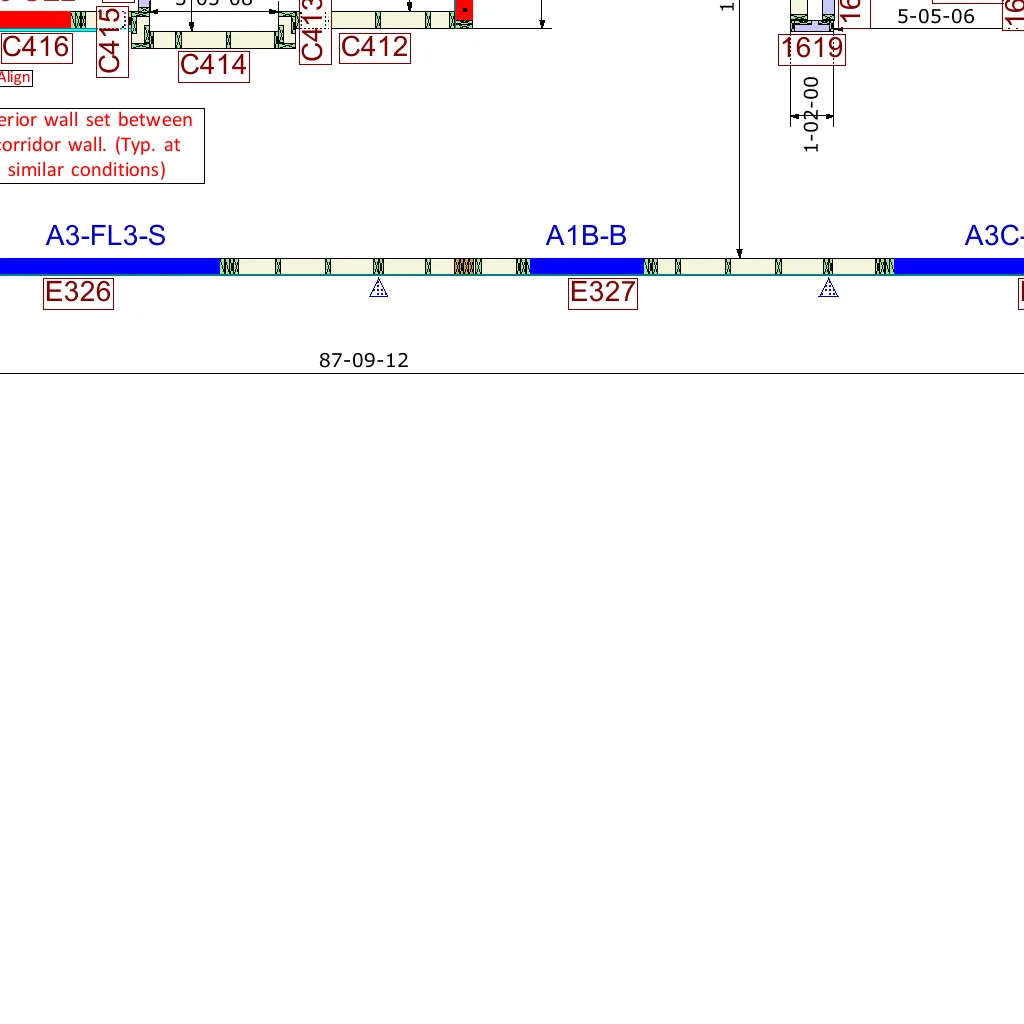 C416
C415
C414
C413
C412
1619
5-05-06
Align
1-02-00
erior wall set between
corridor wall. (Typ. at
similar conditions)
A3-FL3-S
A1B-B
A3C-
E326
E327
87-09-12